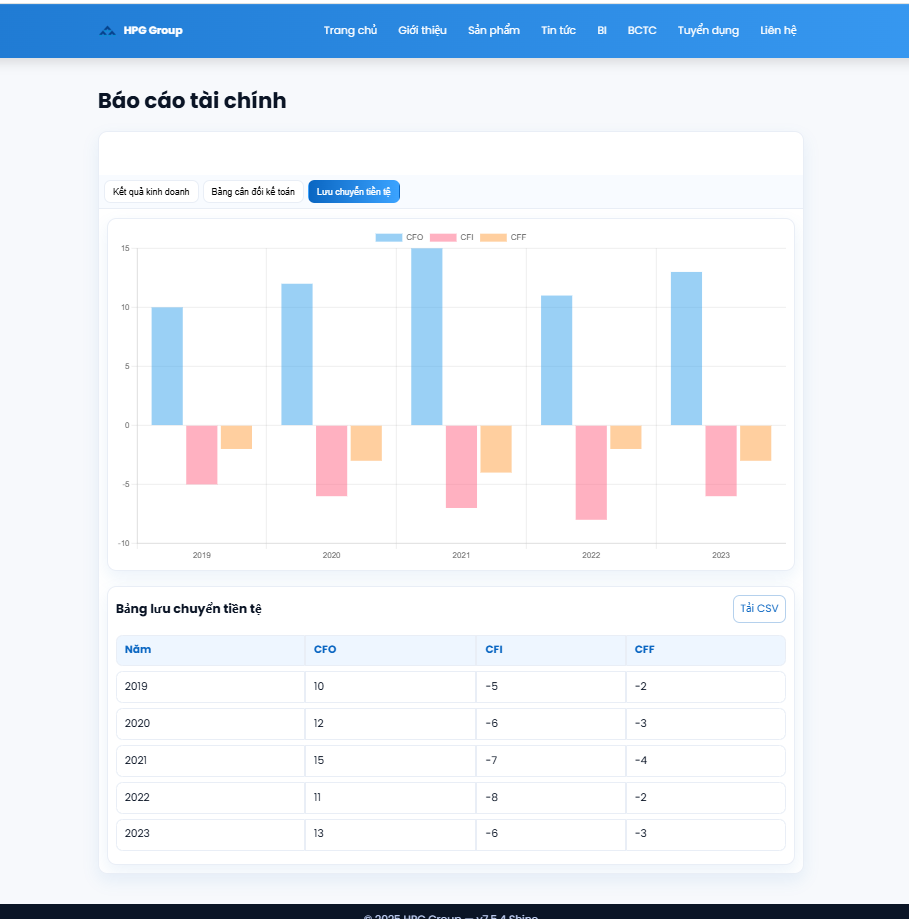 HPG Group Trang chủ Giới thiệu Sản phẩm Tin tức BI BCTC Tuyển dụng Liên hệ
Báo cáo tài chính
Kết quả kinh doanh Bảng cân đối kế toán Lưu chuyển tiền tệ
CFO CFI CFF
15
10
5
0
-5
-10
2019 2020 2021 2022 2023
Bảng lưu chuyển tiền tệ Tải CSV
Năm CFO CFI CFF
2019 10 -5 -2
2020 12 -6 -3
2021 15 -7 -4
2022 11 -8 -2
2023 13 -6 -3
© 2025 HPG Group — v7.5.4 Shine